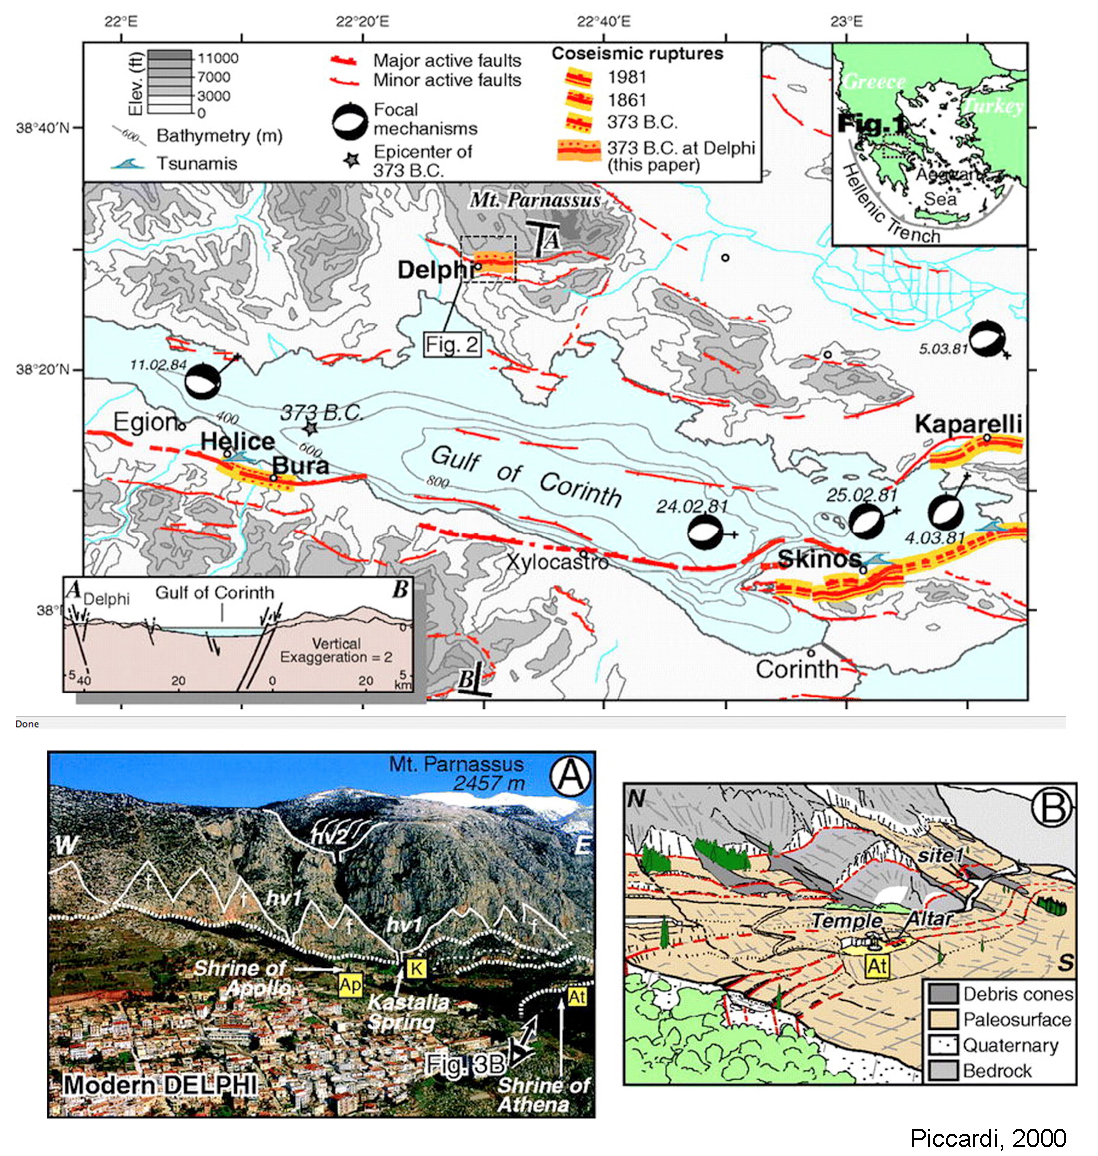 22°E
22°20'E
22°40'E
23°E
38°40'N
38°20'N
38°
Elev. (ft)
11000
7000
3000
0
600
Bathymetry (m)
Tsunamis
Major active faults
Minor active faults
Focal
mechanisms
Epicenter of
373 B.C.
Coseismic ruptures
1981
1861
373 B.C.
373 B.C. at Delphi
(this paper)
Greece
Turkey
Fig.1
Aegean
Sea
Hellenic Trench
Mt. Parnassus
A
Delphi
Fig. 2
11.02.84
5.03.81
373 B.C.
Egion
400
Helice
600
Bura
800
Gulf of Corinth
Kaparelli
24.02.81
25.02.81
4.03.81
Xylocastro
Skinos
Corinth
B
A
Delphi
Gulf of Corinth
B
0
Vertical
Exaggeration = 2
5
40
20
0
20
5
km
Done
Mt. Parnassus
2457 m
A
W
E
hv2
hv1
hv1
t
t
t
t
Shrine of
Apollo
Ap
K
Kastalia
Spring
At
Fig. 3B
Shrine of
Athena
Modern DELPHI
N
B
site1
Temple
Altar
At
S
Debris cones
Paleosurface
Quaternary
Bedrock
Piccardi, 2000